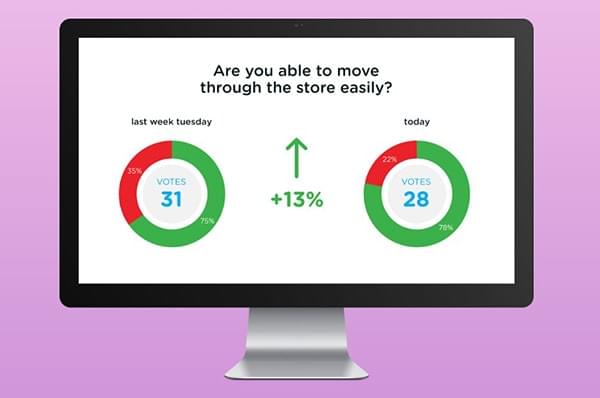 Are you able to move
through the store easily?
last week tuesday
today
35%
VOTES
31
75%
+13%
22%
VOTES
28
78%